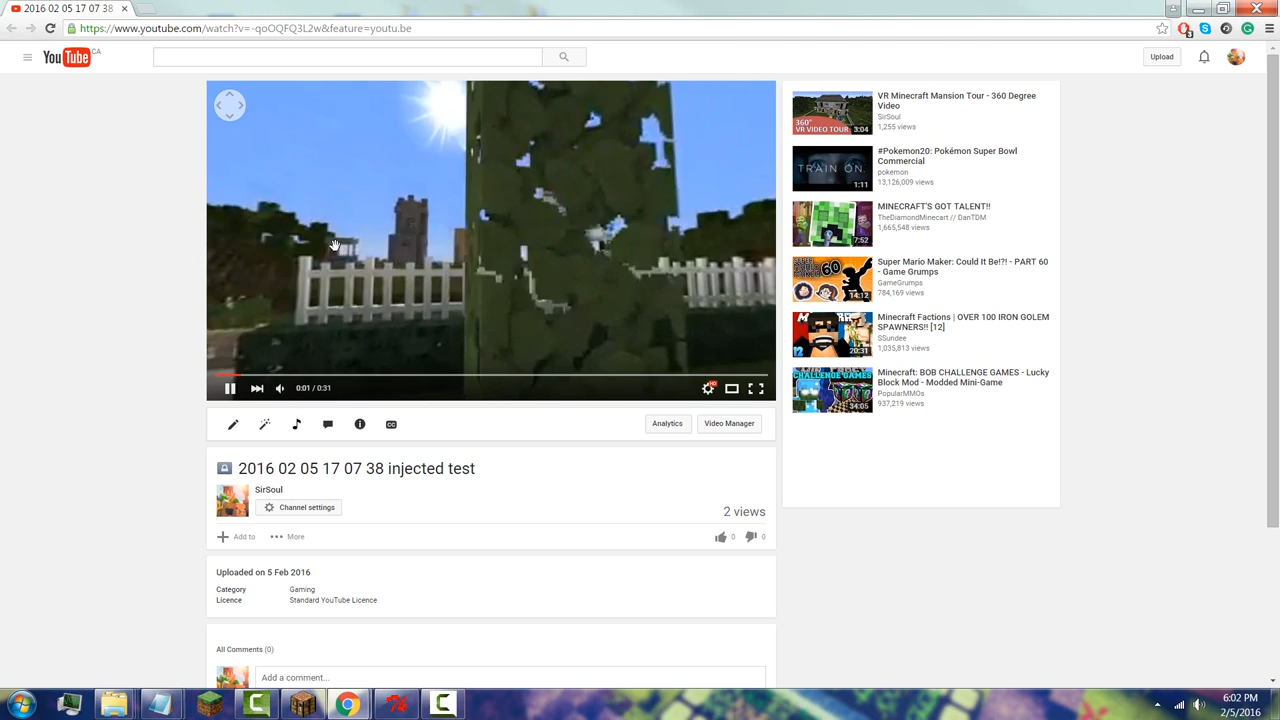 2016 02 05 17 07 38
https://www.youtube.com/watch?v=-qoOQFQ3L2w&feature=youtu.be
YouTube CA
Upload
0:01 / 0:31
Analytics
Video Manager
2016 02 05 17 07 38 injected test
SirSoul
Channel settings
2 views
Add to
More
0
0
Uploaded on 5 Feb 2016
Category Gaming
Licence Standard YouTube Licence
All Comments (0)
Add a comment...
360°
VR VIDEO TOUR
3:04
VR Minecraft Mansion Tour - 360 Degree
Video
SirSoul
1,255 views
TRAIN ON
1:11
#Pokemon20: Pokémon Super Bowl
Commercial
pokemon
13,126,009 views
7:52
MINECRAFT'S GOT TALENT!!
TheDiamondMinecart // DanTDM
1,665,548 views
60
14:12
Super Mario Maker: Could It Be!?! - PART 60
- Game Grumps
GameGrumps
784,169 views
20:31
Minecraft Factions | OVER 100 IRON GOLEM
SPAWNERS!! [12]
SSundee
1,035,813 views
CHALLENGE GAMES
34:05
Minecraft: BOB CHALLENGE GAMES - Lucky
Block Mod - Modded Mini-Game
PopularMMOs
937,219 views
6:02 PM
2/5/2016